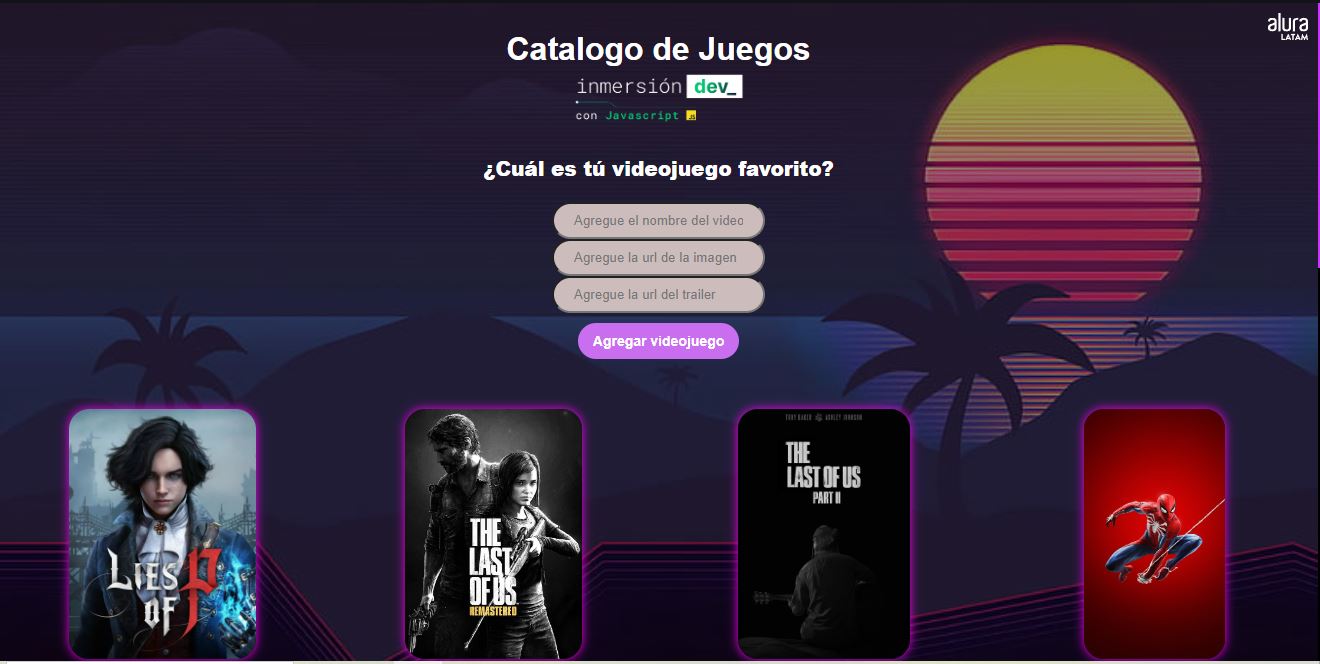 alura
LATAM
Catalogo de Juegos
inmersión dev_
con Javascript JS
¿Cuál es tú videojuego favorito?
Agregue el nombre del video
Agregue la url de la imagen
Agregue la url del trailer
Agregar videojuego
LIES OF P
THE
LAST
OF US
REMASTERED
TROY BAKER ASHLEY JOHNSON
THE
LAST OF US
PART II